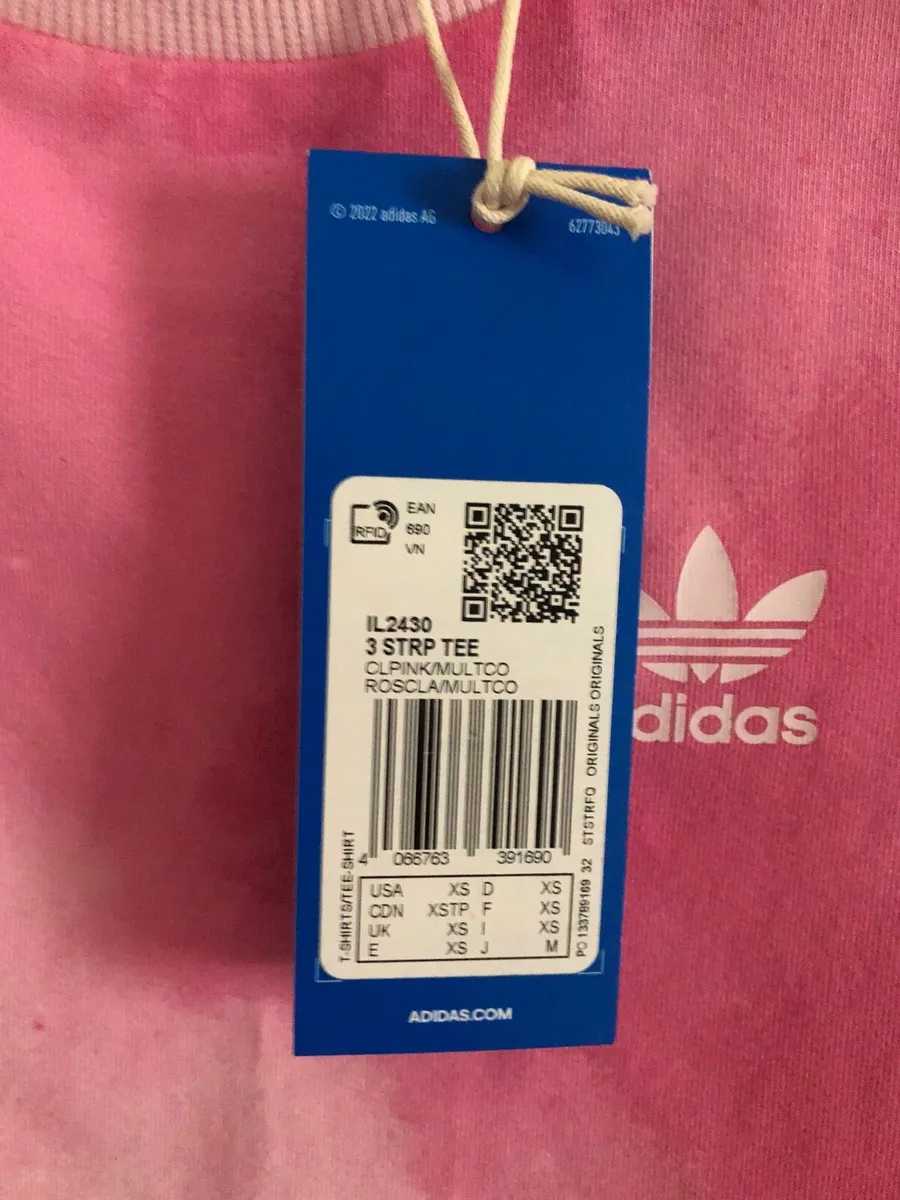 © 2022 adidas AG
62773043
RFID
EAN
690
VN
IL2430
3 STRP TEE
CLPINK/MULTCO
ROSCLA/MULTCO
4 066763 391690
T-SHIRTS/TEE-SHIRT
PO 133789169 32 STSTRFO ORIGINALS ORIGINALS
USA XS D XS
CDN XSTP F XS
UK XS I XS
E XS J M
ADIDAS.COM
didas